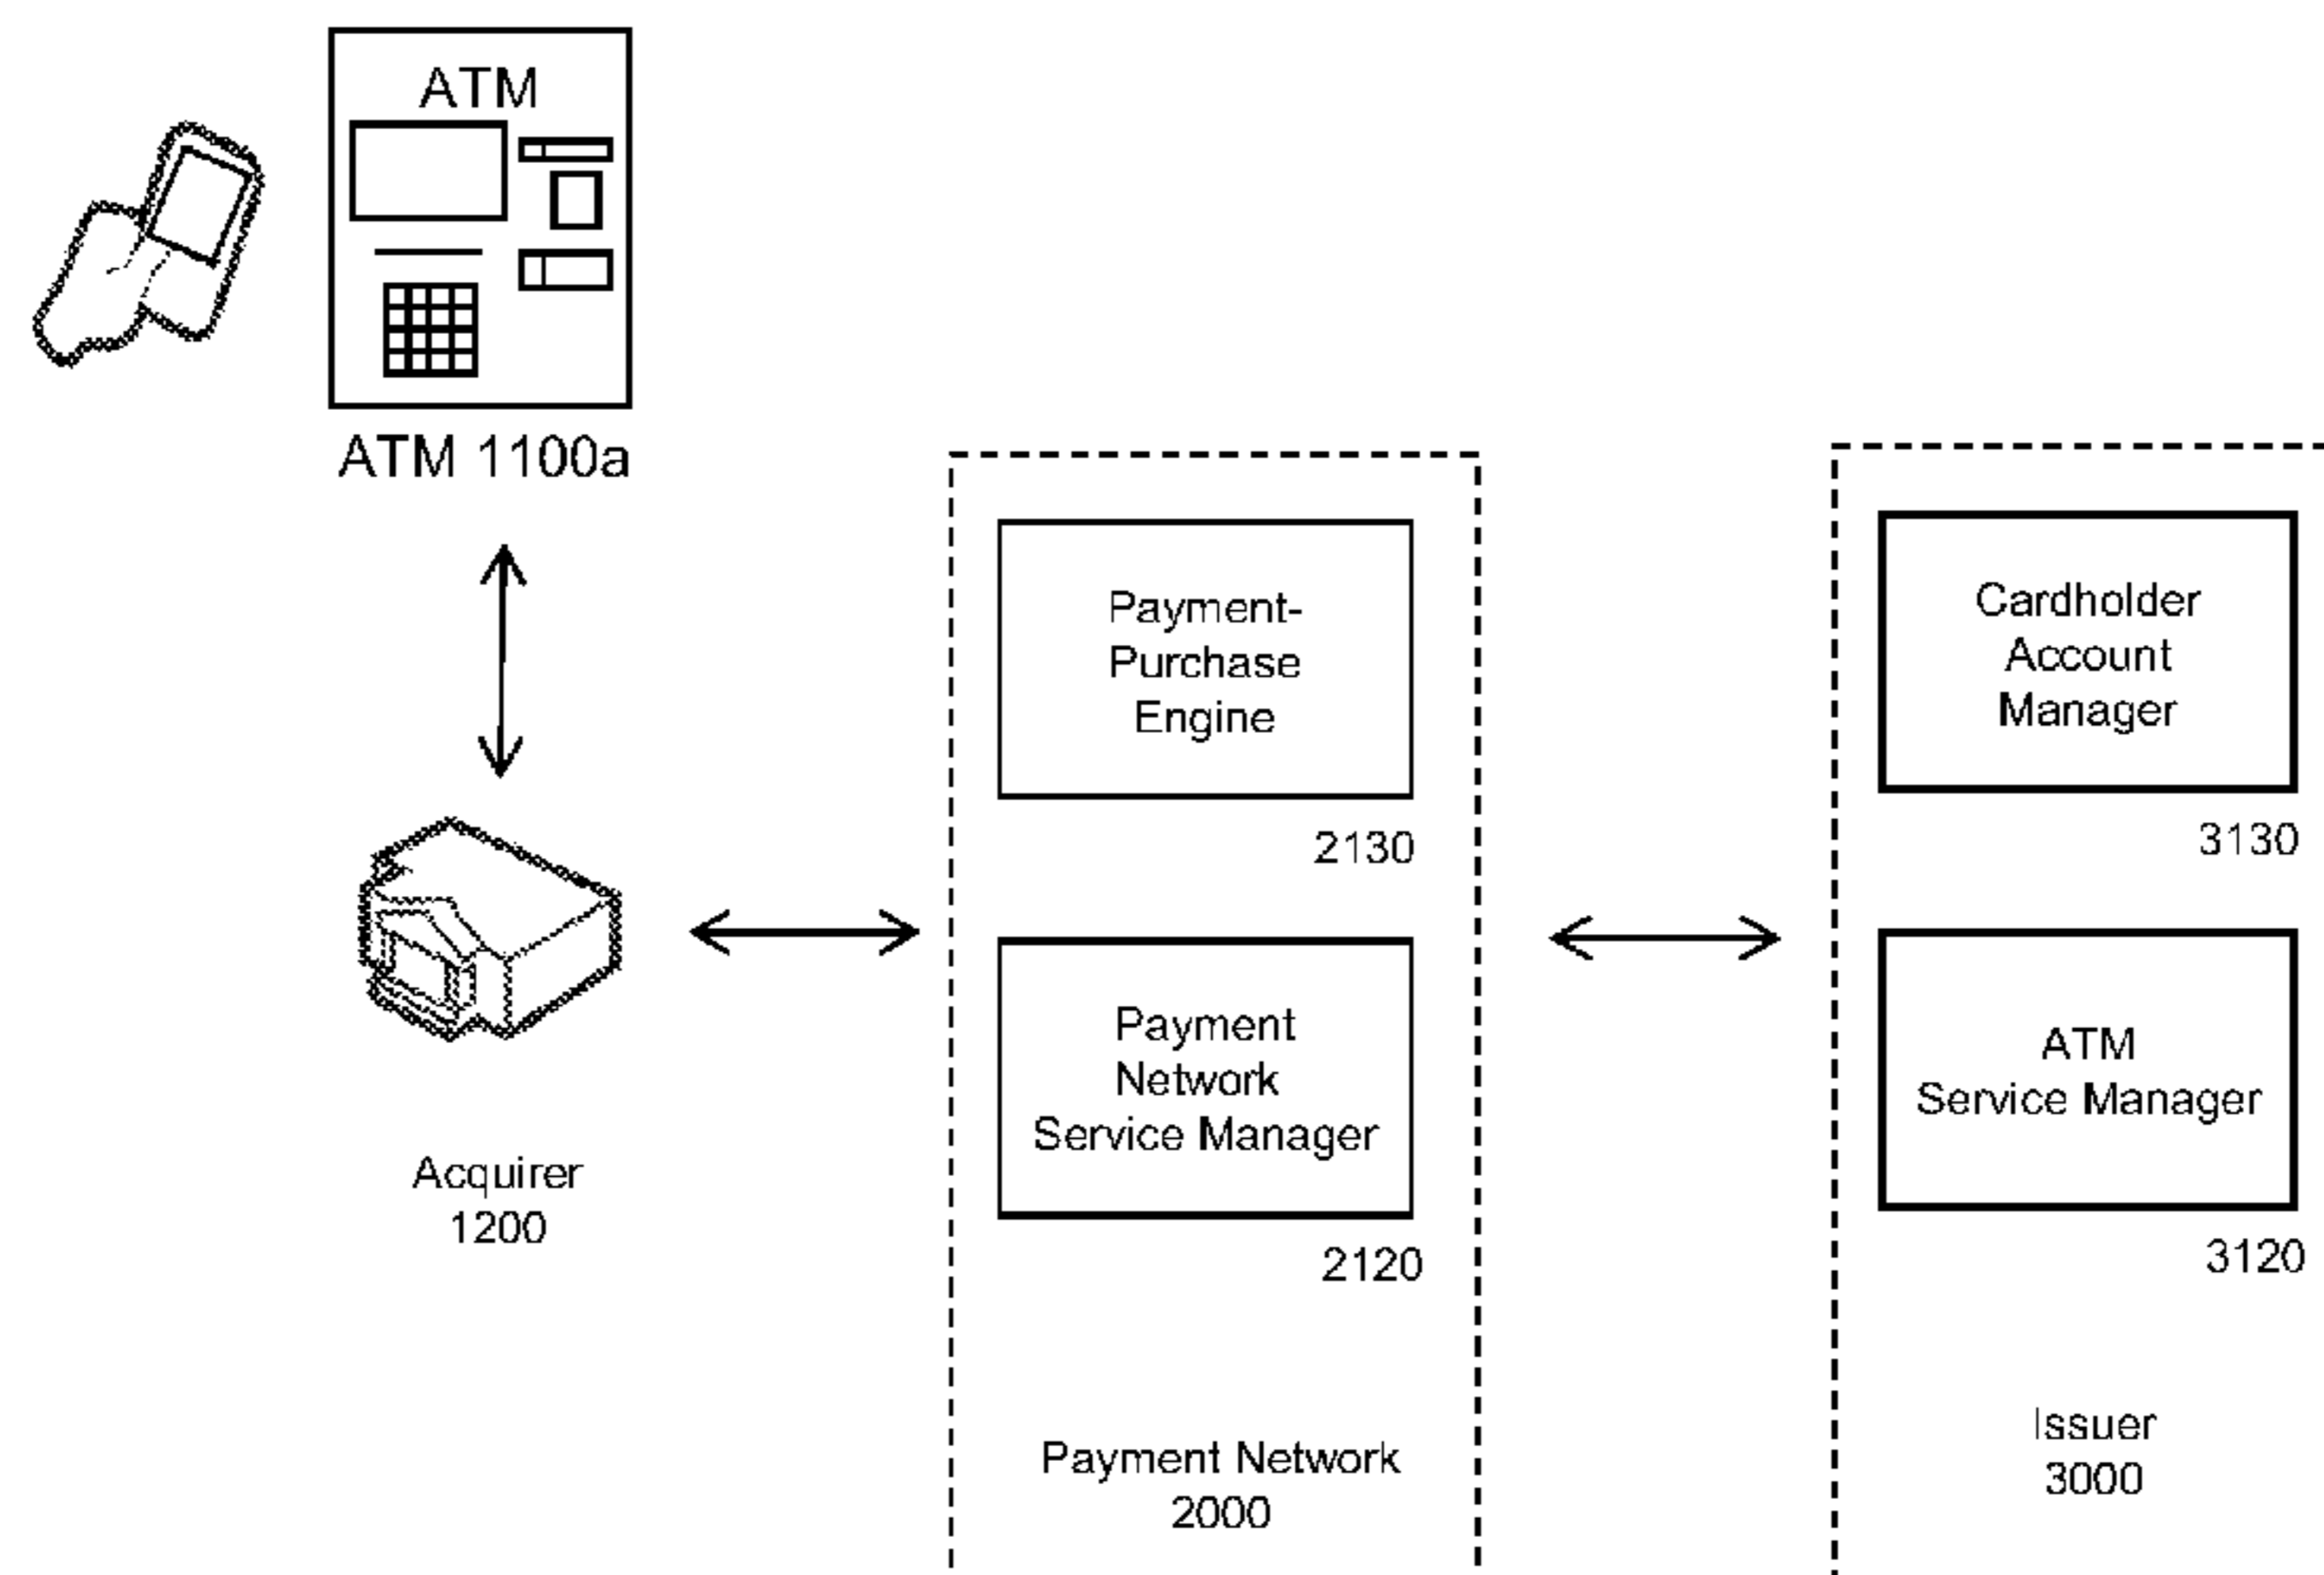 ATM
ATM 1100a
Acquirer
1200
Payment-
Purchase
Engine
2130
Payment
Network
Service Manager
2120
Payment Network
2000
Cardholder
Account
Manager
3130
ATM
Service Manager
3120
Issuer
3000